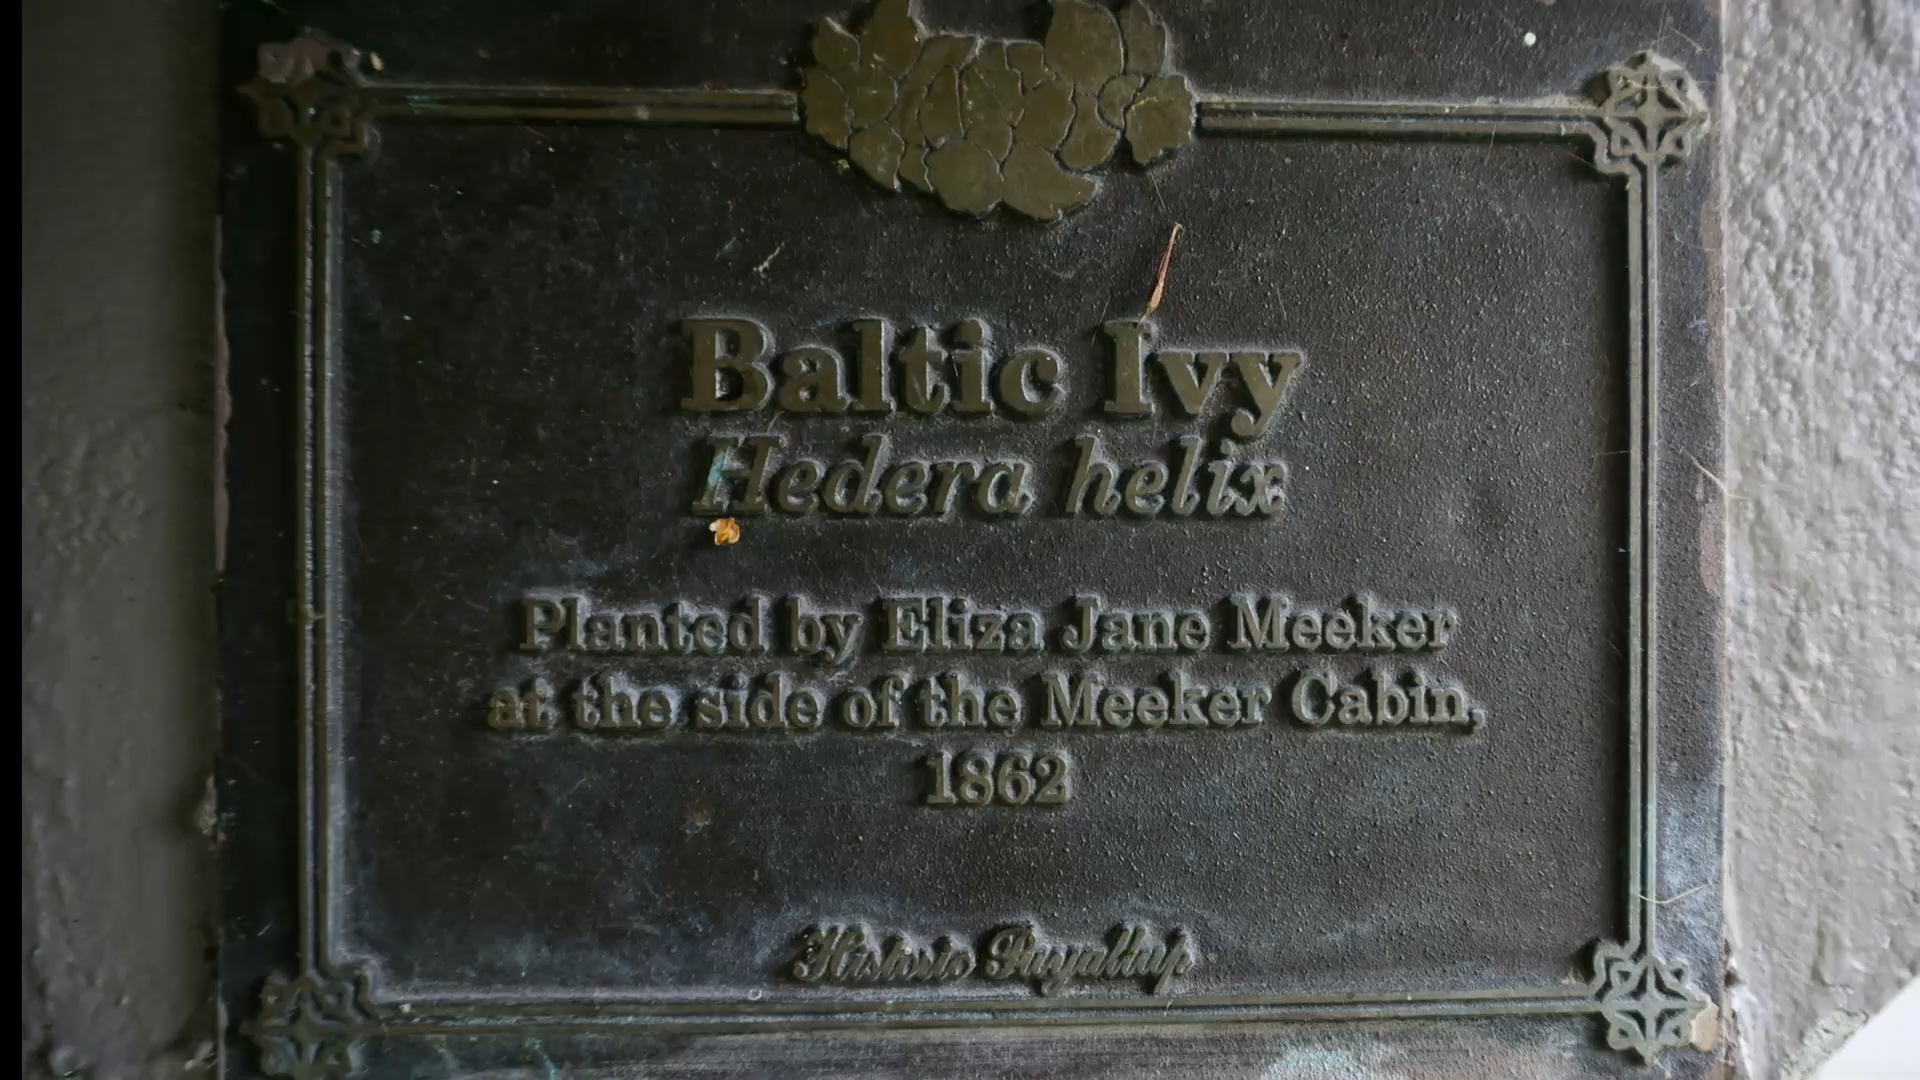 Baltic Ivy
Hedera helix
Planted by Eliza Jane Meeker
at the side of the Meeker Cabin,
1862
Historic Puyallup